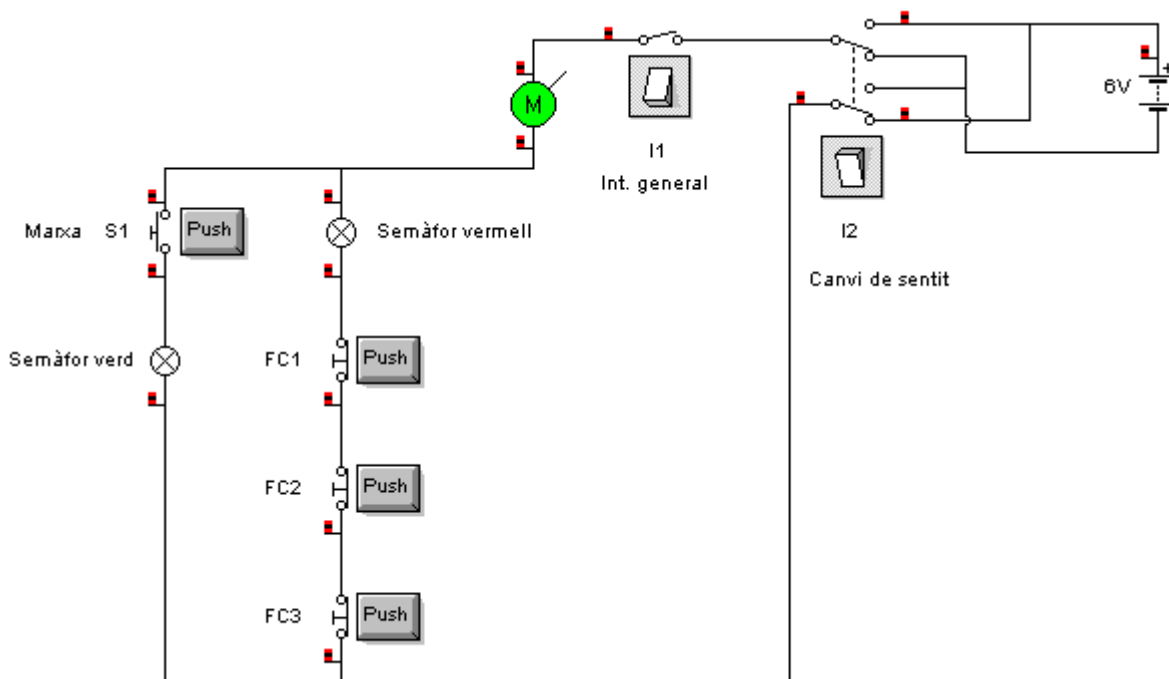 6V
+
M
I1
Int. general
Marxa S1
Push
Semàfor vermell
I2
Canvi de sentit
Semàfor verd
FC1
Push
FC2
Push
FC3
Push